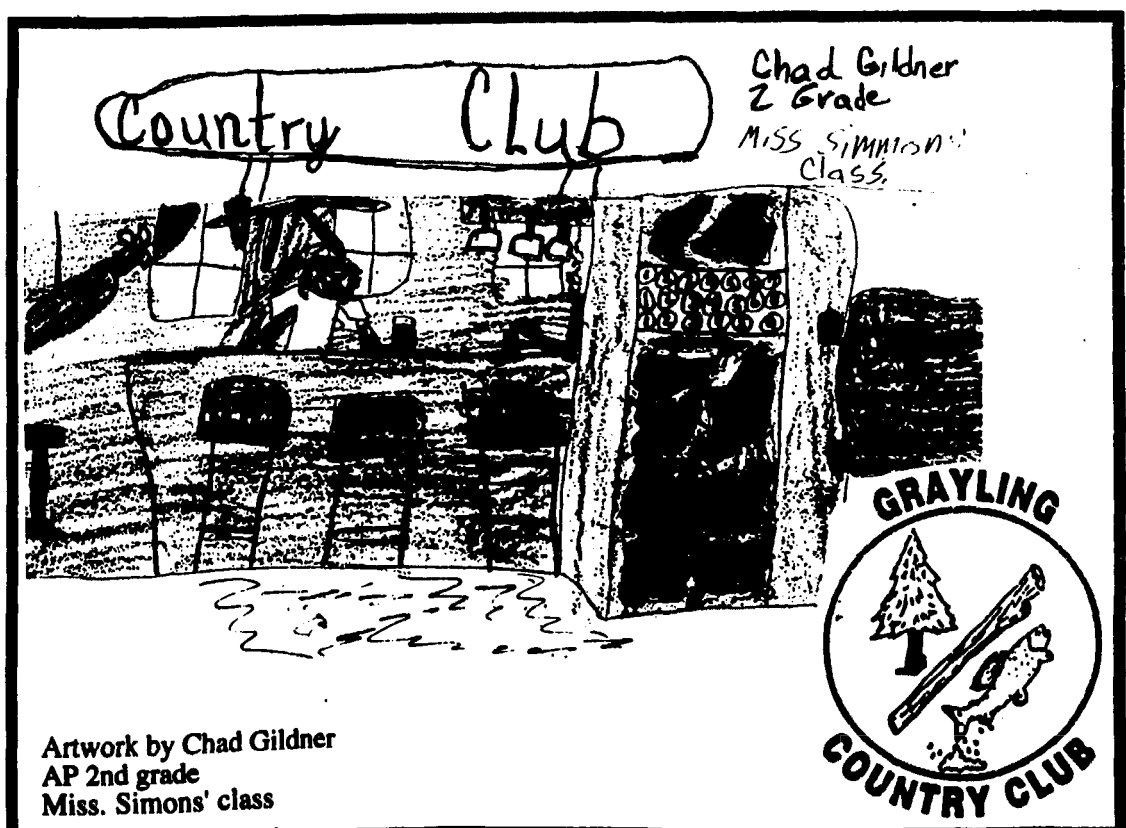 Country Club
Chad Gildner
2 Grade
Miss Simmions'
Class.
GRAYLING
COUNTRY CLUB
Artwork by Chad Gildner
AP 2nd grade
Miss. Simons' class